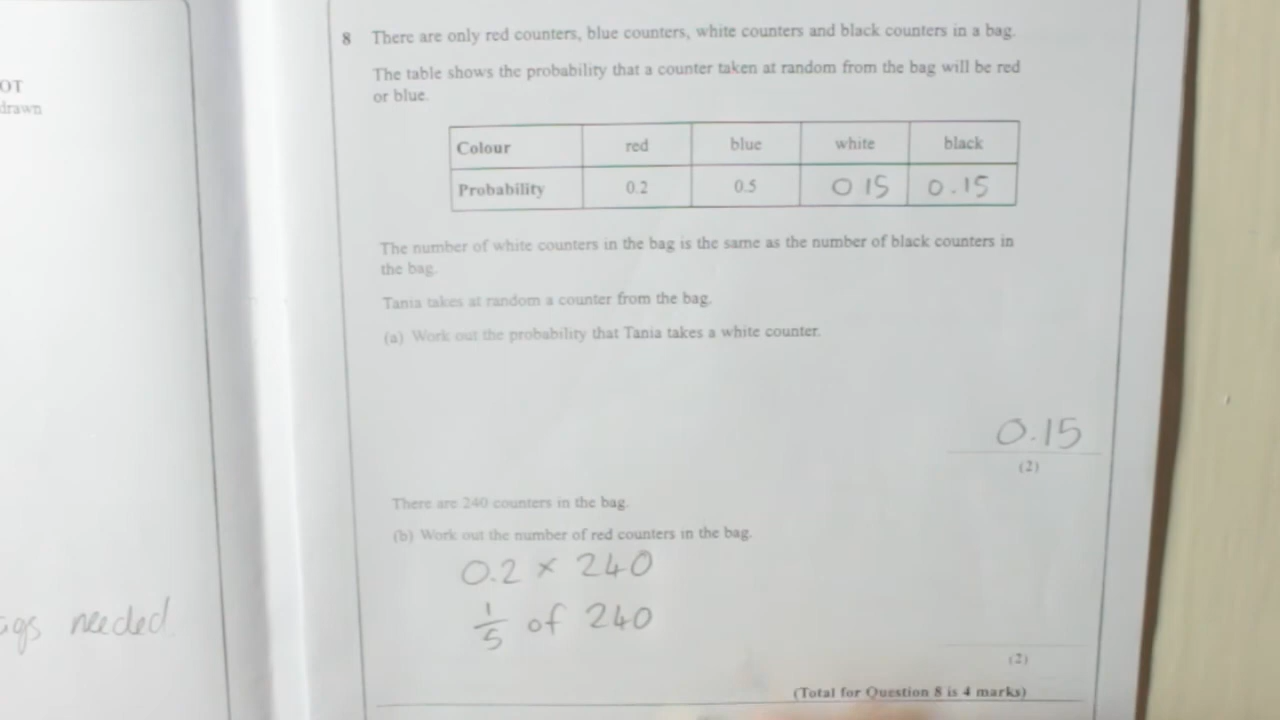 OT
drawn
needed
8 There are only red counters, blue counters, white counters and black counters in a bag.
The table shows the probability that a counter taken at random from the bag will be red
or blue.
Colour red blue white black
Probability 0.2 0.5 0 15 0.15
The number of white counters in the bag is the same as the number of black counters in
the bag.
Tania takes at random a counter from the bag.
(a) Work out the probability that Tania takes a white counter.
0.15
(2)
There are 240 counters in the bag.
(b) Work out the number of red counters in the bag.
0.2 × 240
1/5 of 240
(2)
(Total for Question 8 is 4 marks)